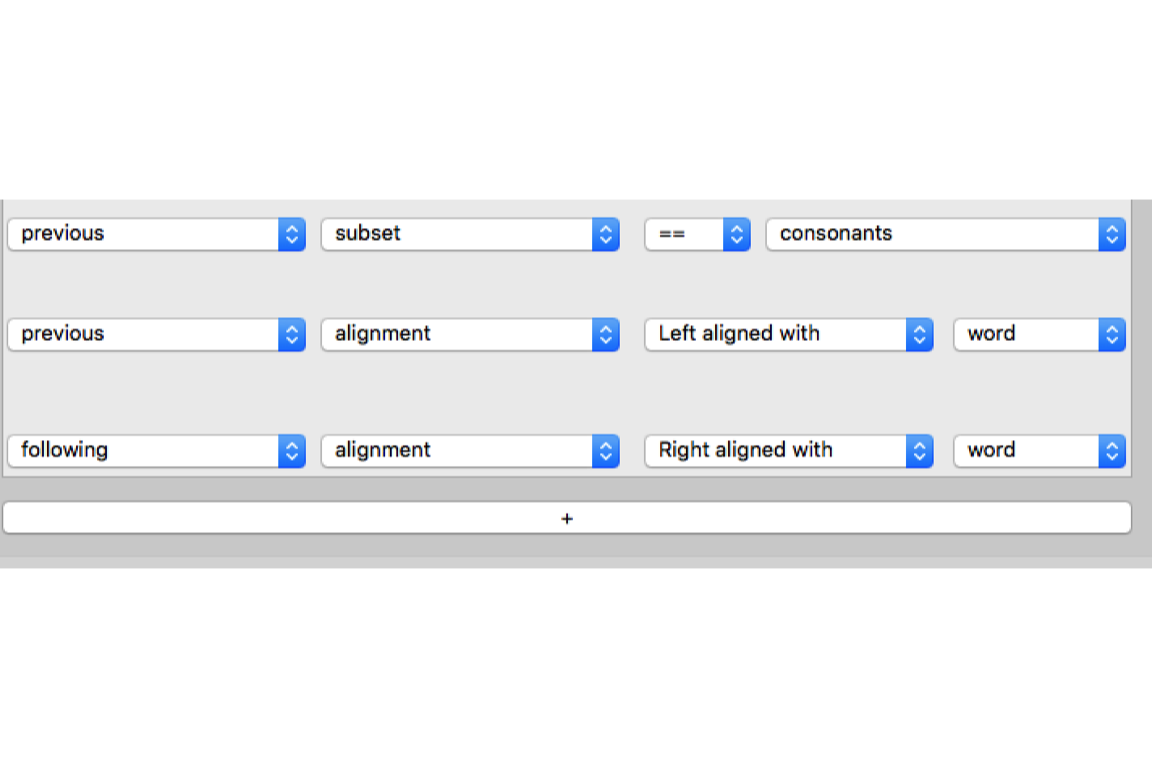 previous subset == consonants
previous alignment Left aligned with word
following alignment Right aligned with word
+